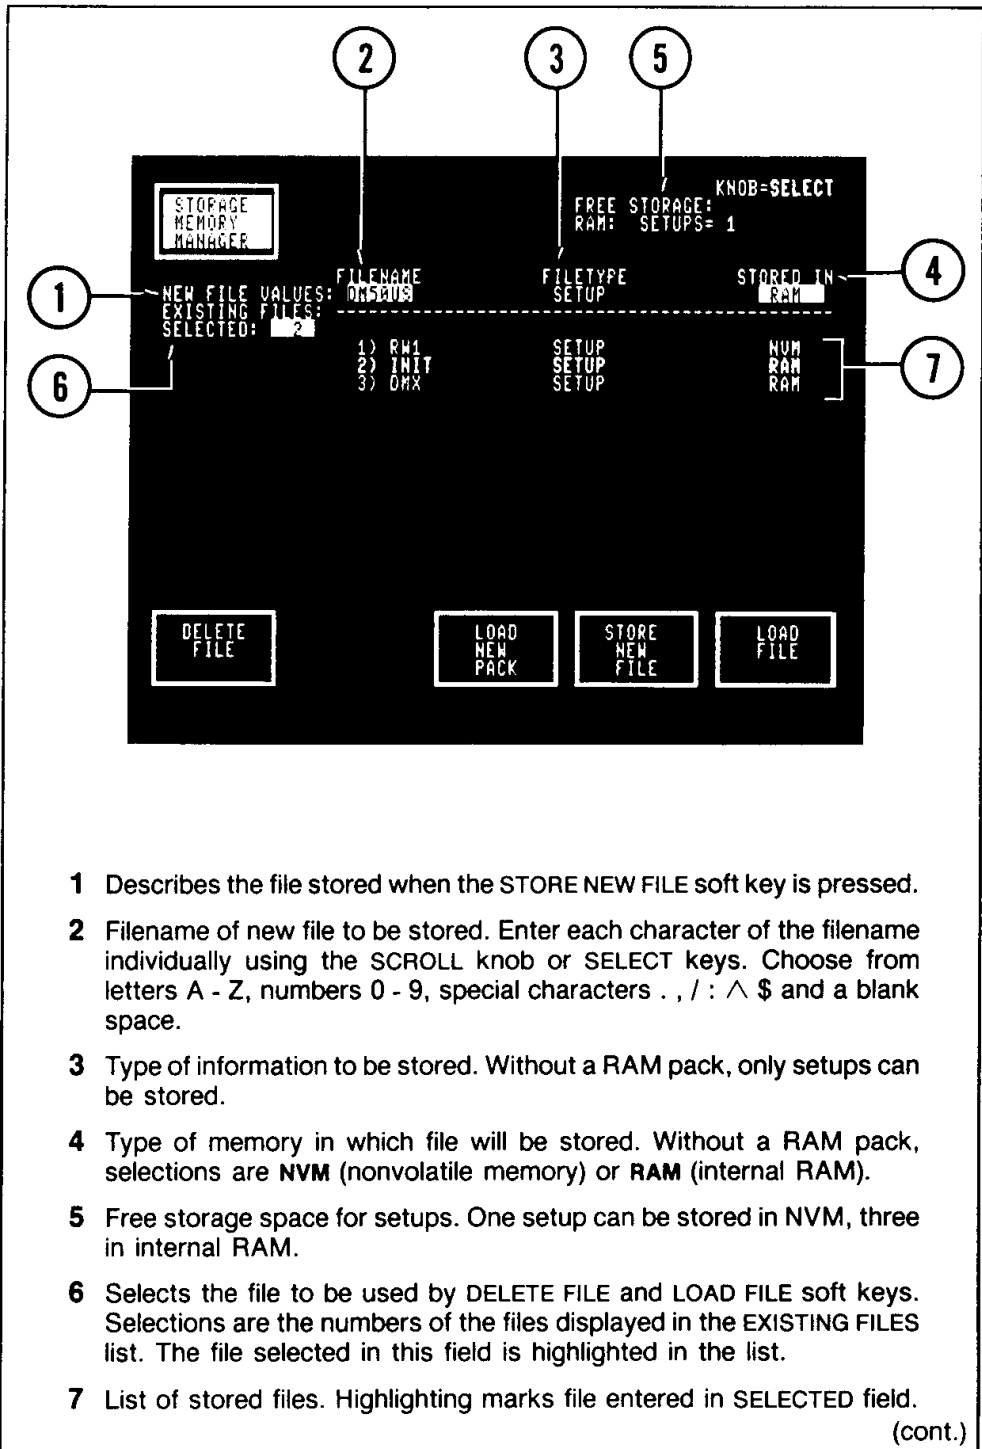 2
3
5
KNOB=SELECT
STORAGE
MEMORY
MANAGER
FREE STORAGE:
RAM: SETUPS= 1
1
4
FILENAME FILETYPE STORED IN
NEW FILE VALUES: SETUP RAM
EXISTING FILES:
SELECTED: 2
6
7
1) RW1 SETUP NVM
2) INIT SETUP RAM
3) DMX SETUP RAM
DELETE
FILE
LOAD
NEW
PACK
STORE
NEW
FILE
LOAD
FILE
1 Describes the file stored when the STORE NEW FILE soft key is pressed.
2 Filename of new file to be stored. Enter each character of the filename
individually using the SCROLL knob or SELECT keys. Choose from
letters A - Z, numbers 0 - 9, special characters . , / : ∧ $ and a blank
space.
3 Type of information to be stored. Without a RAM pack, only setups can
be stored.
4 Type of memory in which file will be stored. Without a RAM pack,
selections are NVM (nonvolatile memory) or RAM (internal RAM).
5 Free storage space for setups. One setup can be stored in NVM, three
in internal RAM.
6 Selects the file to be used by DELETE FILE and LOAD FILE soft keys.
Selections are the numbers of the files displayed in the EXISTING FILES
list. The file selected in this field is highlighted in the list.
7 List of stored files. Highlighting marks file entered in SELECTED field.
(cont.)